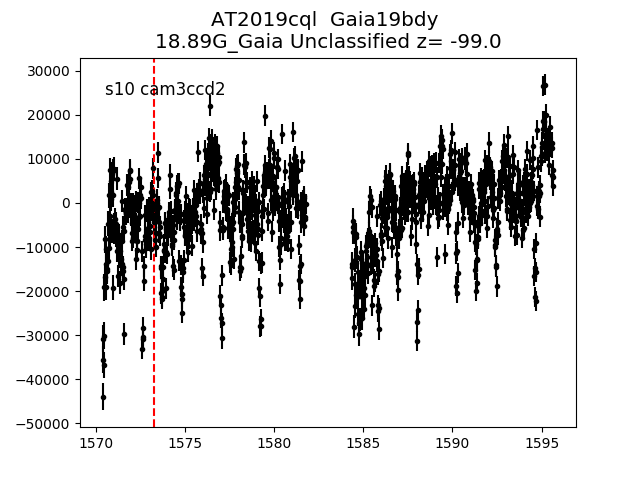 AT2019cql  Gaia19bdy
18.89G_Gaia Unclassified z= -99.0
s10 cam3ccd2
30000
20000
10000
0
−10000
−20000
−30000
−40000
−50000
1570 1575 1580 1585 1590 1595